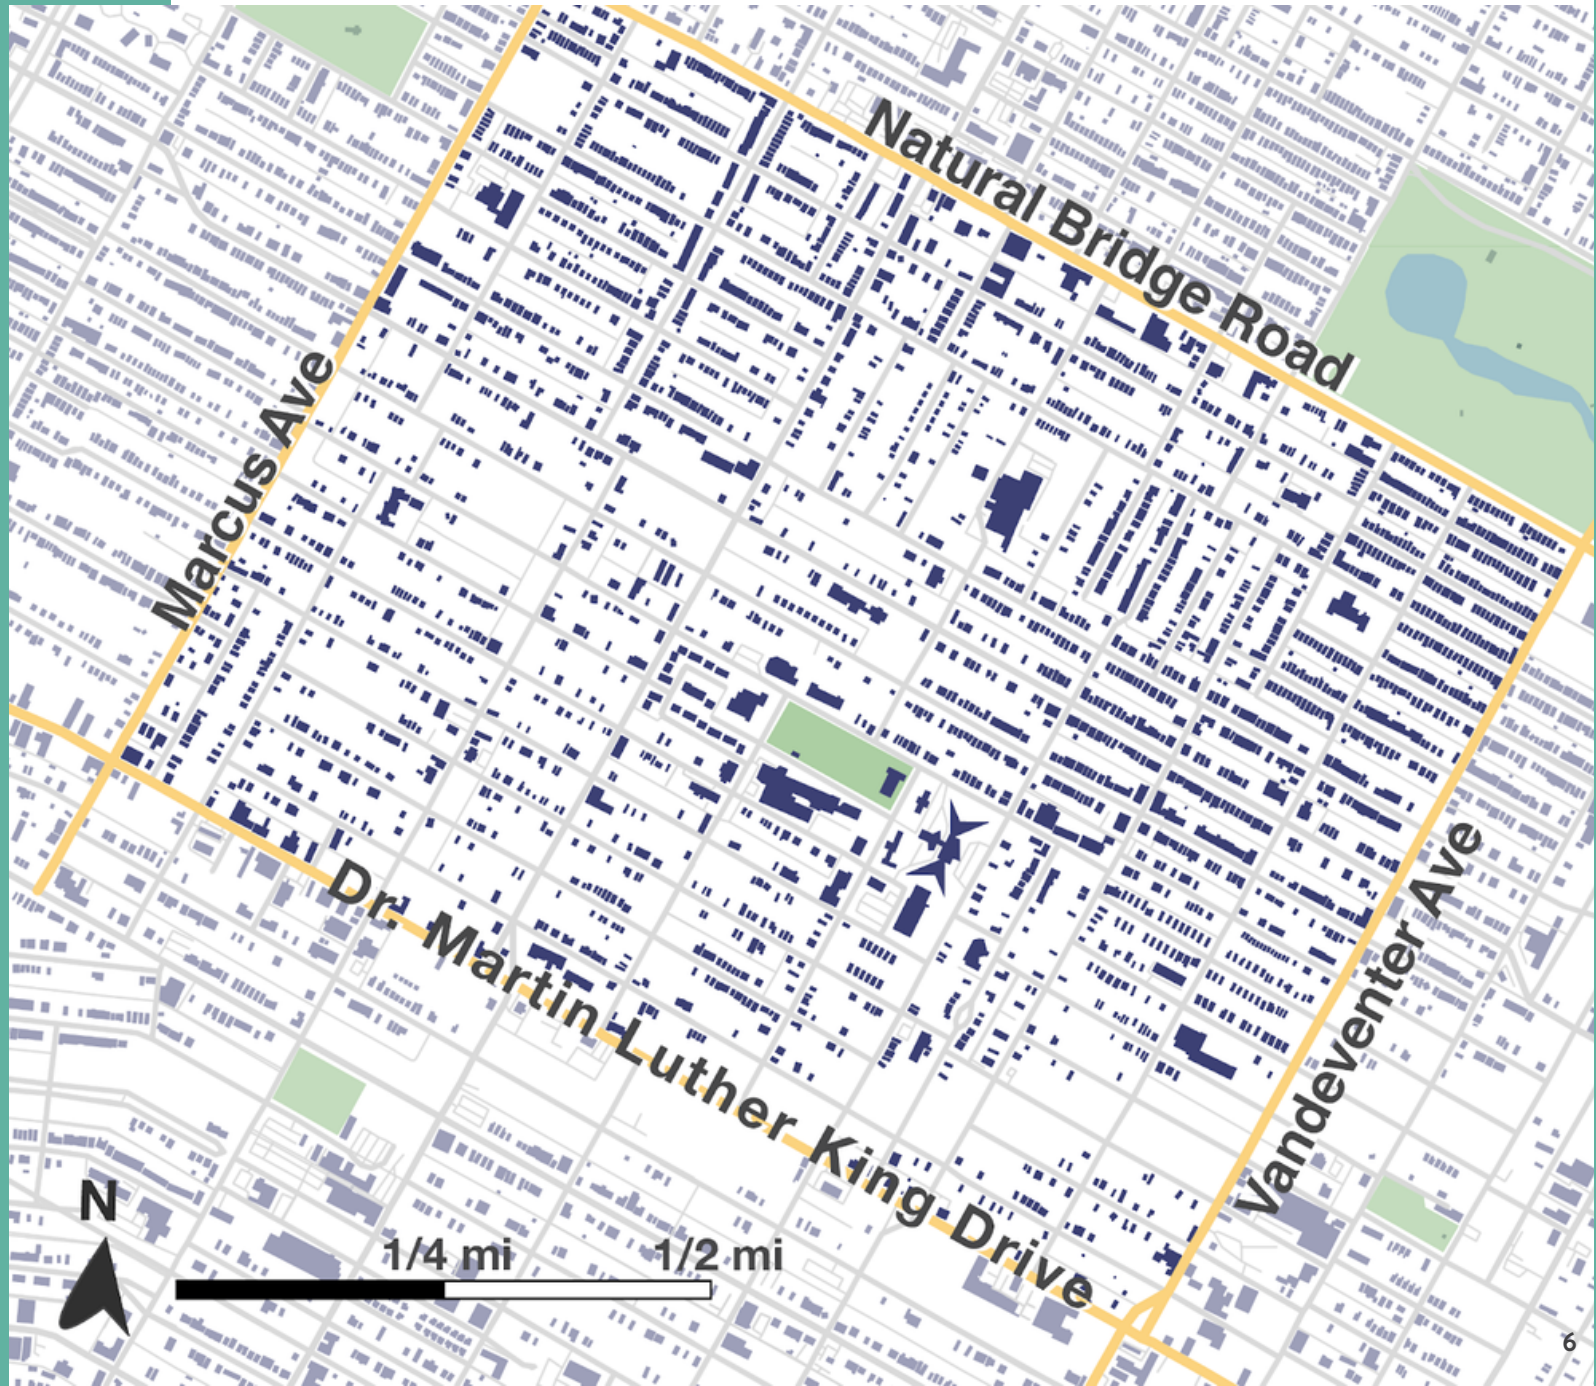 Natural Bridge Road
Marcus Ave
Vandeventer Ave
Dr. Martin Luther King Drive
N
1/4 mi
1/2 mi
6